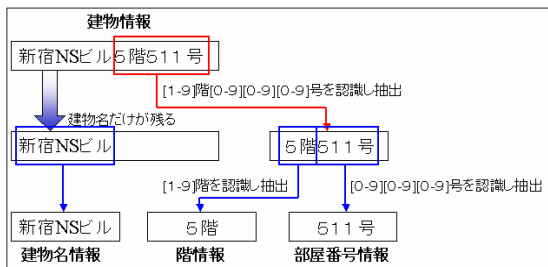 建物情報
新宿NSビル５階５１１号
[1-9]階[0-9][0-9][0-9]号を認識し抽出
建物名だけが残る
新宿NSビル
５階５１１号
[1-9]階を認識し抽出
[0-9][0-9][0-9]号を認識し抽出
新宿NSビル
５階
５１１号
建物名情報
階情報
部屋番号情報